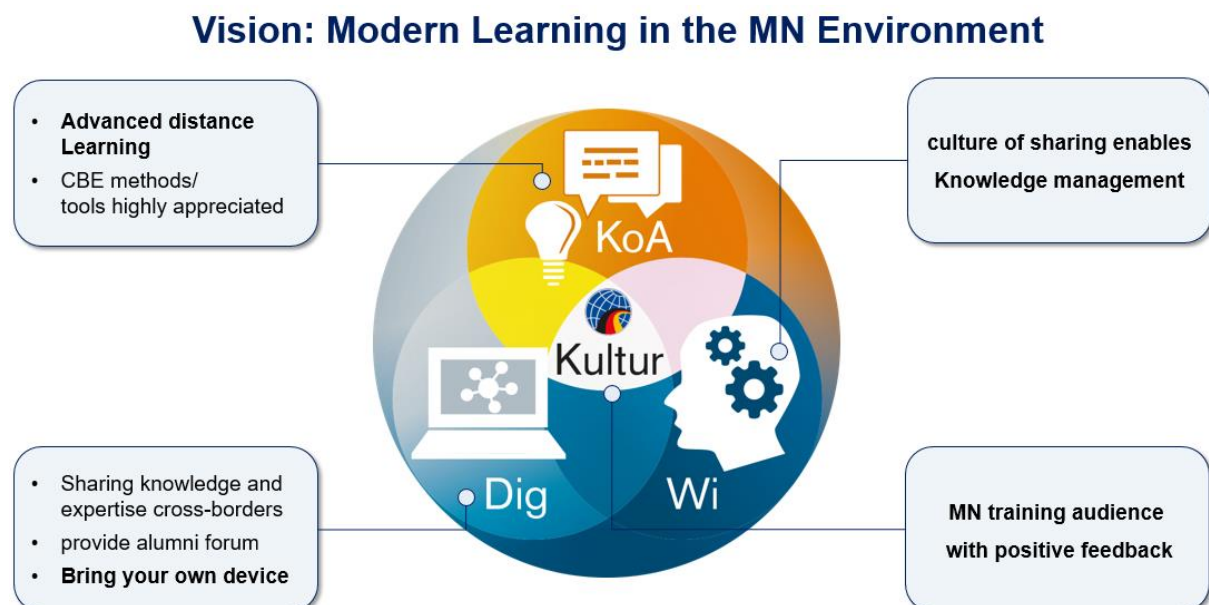 Vision: Modern Learning in the MN Environment
• Advanced distance
Learning
• CBE methods/
tools highly appreciated
culture of sharing enables
Knowledge management
KoA
Kultur
Dig
Wi
• Sharing knowledge and
expertise cross-borders
• provide alumni forum
• Bring your own device
MN training audience
with positive feedback